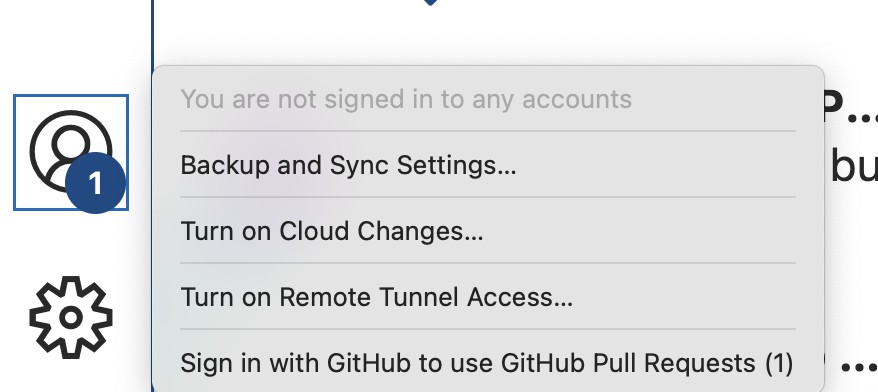 You are not signed in to any accounts
P...
Backup and Sync Settings...
bu
1
Turn on Cloud Changes...
Turn on Remote Tunnel Access...
Sign in with GitHub to use GitHub Pull Requests (1)
...